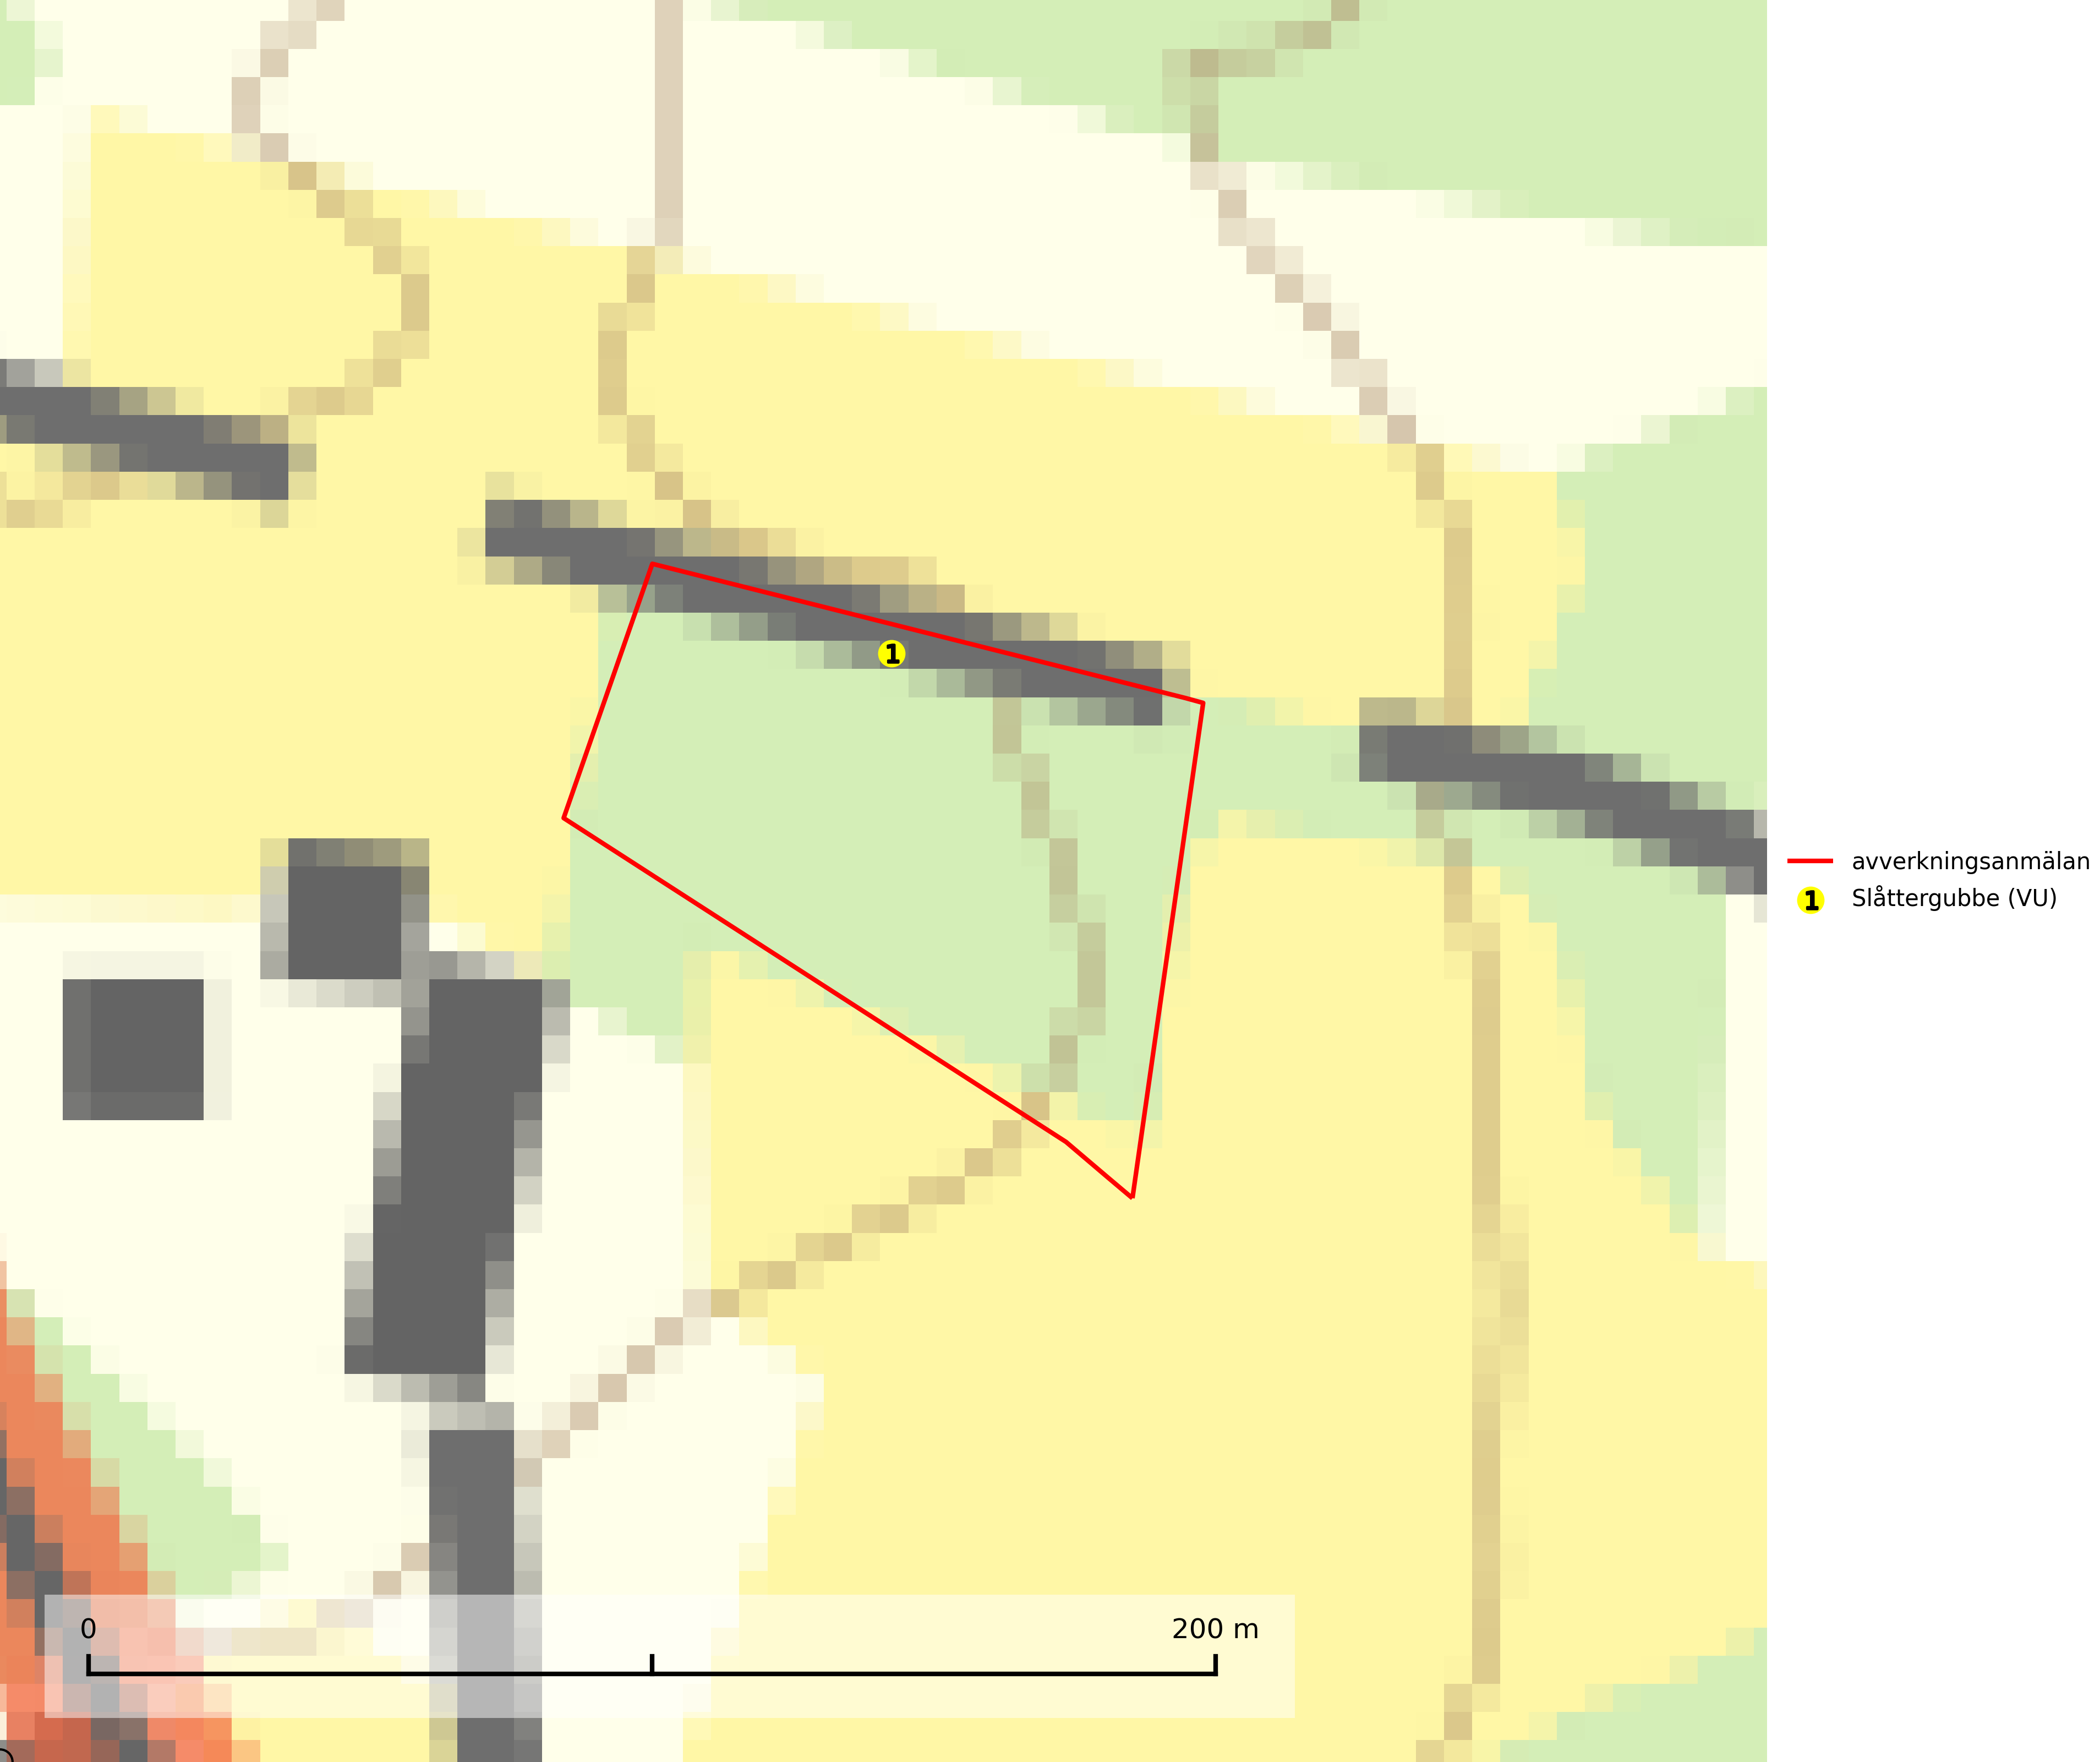 1
avverkningsanmälan
1 Slåttergubbe (VU)
0 200 m